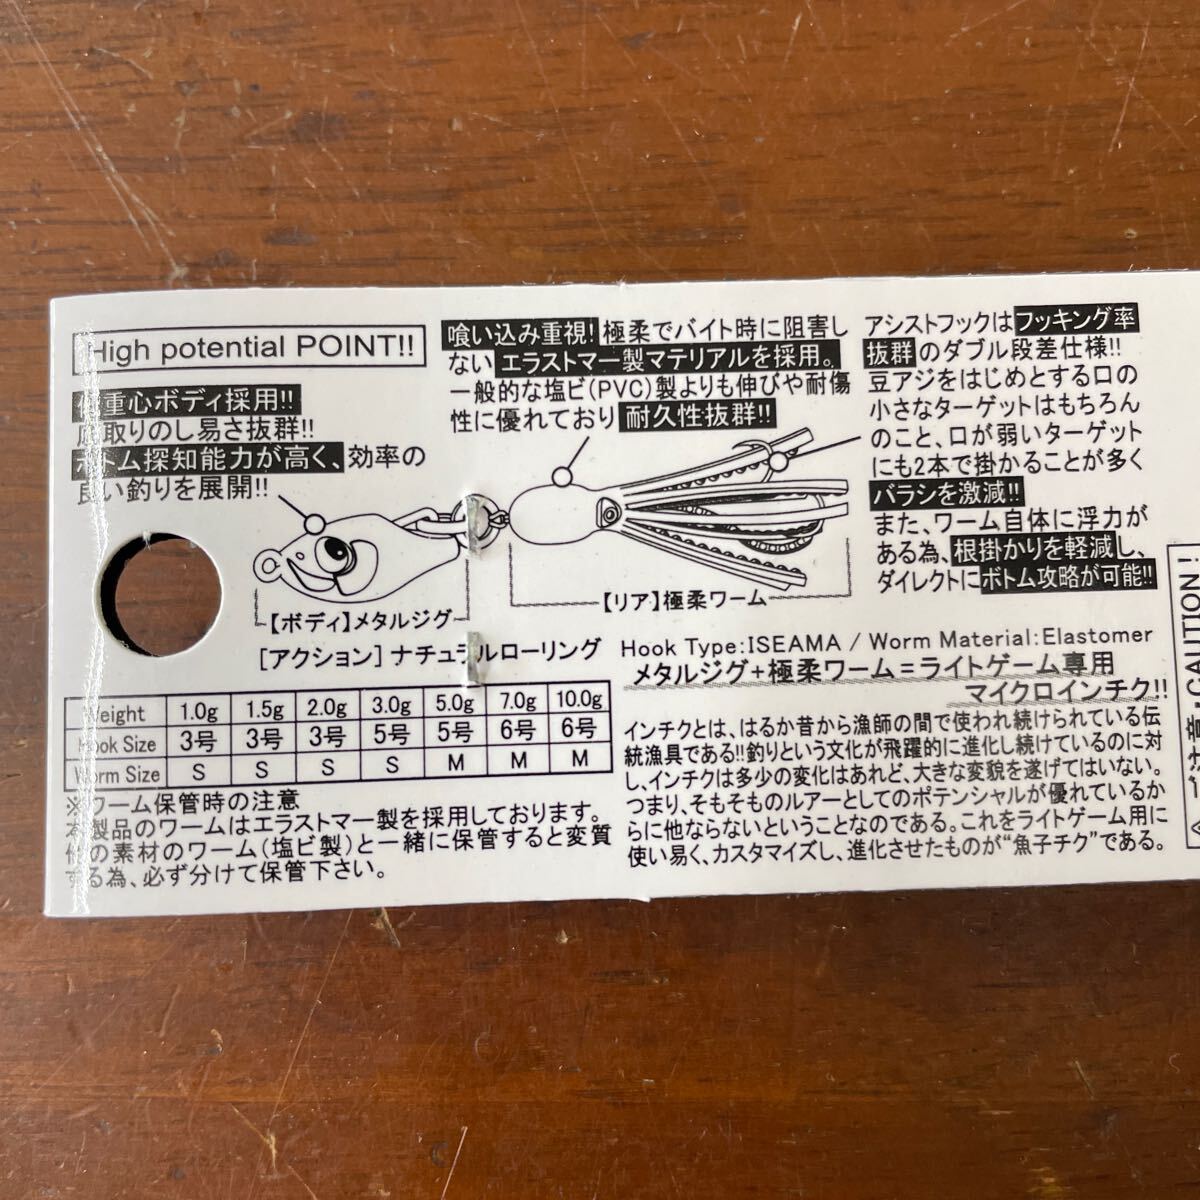 High potential POINT!!
低重心ボディ採用!!
底取りのし易さ抜群!!
ボトム探知能力が高く、効率の
良い釣りを展開!!
喰い込み重視!極柔でバイト時に阻害し
ない エラストマー製マテリアルを採用。
一般的な塩ビ(PVC)製よりも伸びや耐傷
性に優れており 耐久性抜群!!
アシストフックは フッキング率
抜群 のダブル段差仕様!!
豆アジをはじめとする口の
小さなターゲットはもちろん
のこと、口が弱いターゲット
にも2本で掛かることが多く
バラシを激減!!
また、ワーム自体に浮力が
ある為、根掛かりを軽減し、
ダイレクトにボトム攻略が可能!!
【ボディ】メタルジグ
【リア】極柔ワーム
[アクション] ナチュラルローリング
Weight 1.0g 1.5g 2.0g 3.0g 5.0g 7.0g 10.0g
Hook Size 3号 3号 3号 5号 5号 6号 6号
Worm Size S S S S M M M
※ワーム保管時の注意
本製品のワームはエラストマー製を採用しております。
他の素材のワーム(塩ビ製)と一緒に保管すると変質
する為、必ず分けて保管下さい。
Hook Type:ISEAMA / Worm Material:Elastomer
メタルジグ+極柔ワーム=ライトゲーム専用
マイクロインチク!!
インチクとは、はるか昔から漁師の間で使われ続けられている伝
統漁具である!!釣りという文化が飛躍的に進化し続けているのに対
し、インチクは多少の変化はあれど、大きな変貌を遂げてはいない。
つまり、そもそものルアーとしてのポテンシャルが優れているか
らに他ならないということなのである。これをライトゲーム用に
使い易く、カスタマイズし、進化させたものが“魚子チク”である。
CAUTION!